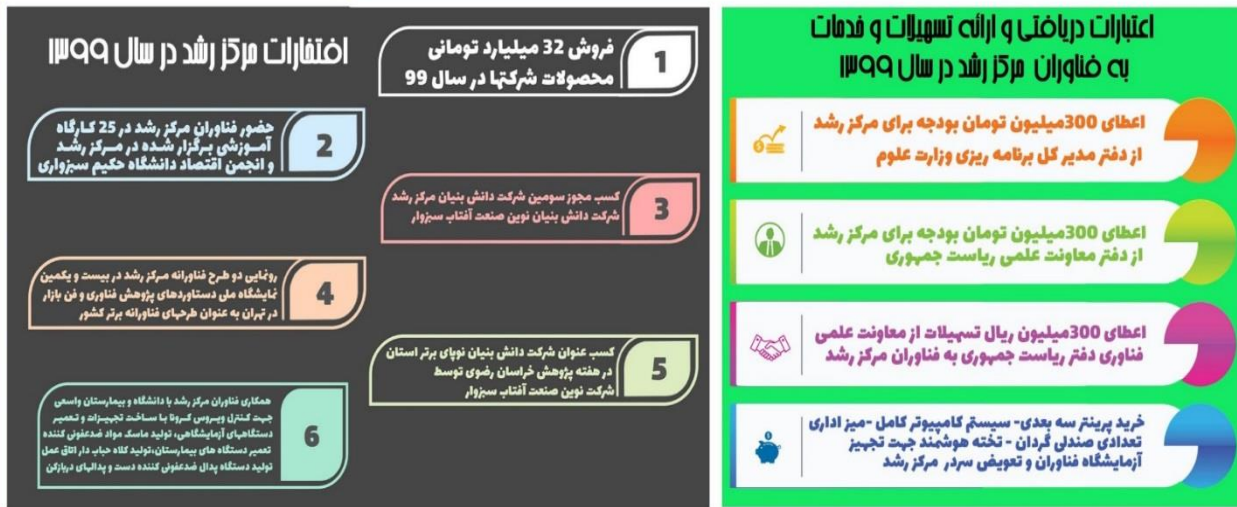 اعتبارات دریافتی و ارائه تسهیلات و خدمات
به فناوران مرکز رشد در سال ۱۳۹۹
اعطای 300میلیون تومان بودجه برای مرکز رشد
از دفتر مدیر کل برنامه ریزی وزارت علوم
اعطای 300میلیون تومان بودجه برای مرکز رشد
از دفتر معاونت علمی ریاست جمهوری
اعطای 300میلیون ریال تسهیلات از معاونت علمی
فناوری دفتر ریاست جمهوری به فناوران مرکز رشد
خرید پرینتر سه بعدی- سیستم کامپیوتر کامل -میز اداری
تعدادی صندلی گردان - تخته هوشمند جهت تجهیز
آزمایشگاه فناوران و تعویض سردر مرکز رشد
افتخارات مرکز رشد در سال ۱۳۹۹
1
فروش 32 میلیارد تومانی
محصولات شرکتها در سال 99
2
حضور فناوران مرکز رشد در 25 کارگاه
آموزشی برگزار شده در مرکز رشد
و انجمن اقتصاد دانشگاه حکیم سبزواری
3
کسب مجوز سومین شرکت دانش بنیان مرکز رشد
شرکت دانش بنیان نوین صنعت آفتاب سبزوار
4
رونمایی دو طرح فناورانه مرکز رشد در بیست و یکمین
نمایشگاه ملی دستاوردهای پژوهش فناوری و فن بازار
در تهران به عنوان طرحهای فناورانه برتر کشور
5
کسب عنوان شرکت دانش بنیان نوپای برتر استان
در هفته پژوهش خراسان رضوی توسط
شرکت نوین صنعت آفتاب سبزوار
6
همکاری فناوران مرکز رشد با دانشگاه و بیمارستان واسعی
جهت کنترل ویروس کرونا با ساخت تجهیزات و تعمیر
دستگاههای آزمایشگاهی، تولید ماسک مواد ضدعفونی کننده
تعمیر دستگاه های بیمارستان،تولید کلاه حباب دار اتاق عمل
تولید دستگاه پدال ضدعفونی کننده دست و پدالهای دربازکن